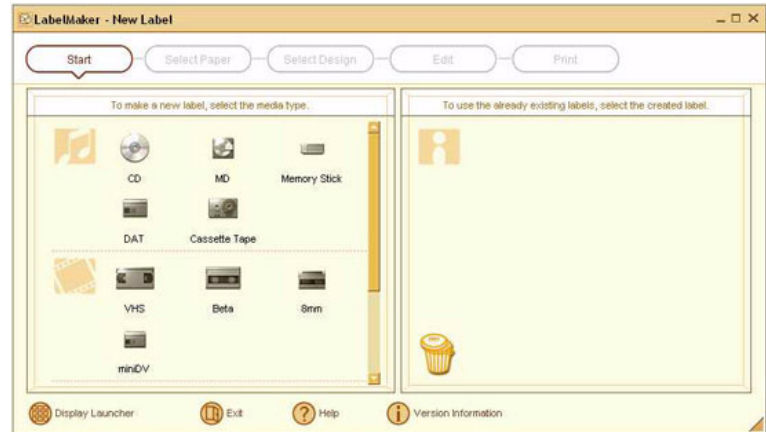 LabelMaker - New Label
Start
Select Paper
Select Design
Edit
Print
To make a new label, select the media type.
CD
MD
Memory Stick
DAT
Cassette Tape
VHS
Beta
8mm
miniDV
To use the already existing labels, select the created label.
Display Launcher
Exit
Help
Version Information